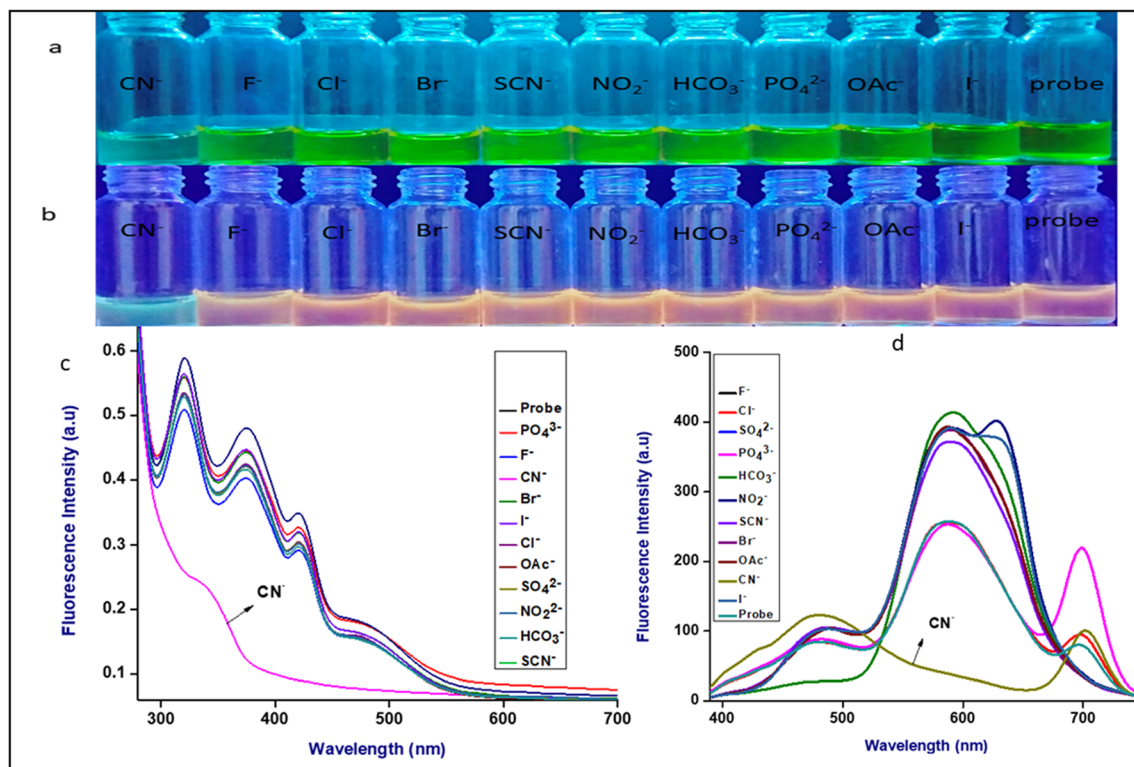 a
CN⁻ F⁻ Cl⁻ Br⁻ SCN⁻ NO₂⁻ HCO₃⁻ PO₄²⁻ OAc⁻ I⁻ probe
b
CN⁻ F⁻ Cl⁻ Br⁻ SCN⁻ NO₂⁻ HCO₃⁻ PO₄²⁻ OAc⁻ I⁻ probe
c
Fluorescence Intensity (a.u)
0.6
0.5
0.4
0.3
0.2
0.1
CN⁻
Probe
PO₄³⁻
F⁻
CN⁻
Br⁻
I⁻
Cl⁻
OAc⁻
SO₄²⁻
NO₂²⁻
HCO₃⁻
SCN⁻
300 400 500 600 700
Wavelength (nm)
d
Fluorescence Intensity (a.u)
500
400
300
200
100
0
F⁻
Cl⁻
SO₄²⁻
PO₄³⁻
HCO₃⁻
NO₂⁻
SCN⁻
Br⁻
OAc⁻
CN⁻
I⁻
Probe
CN⁻
400 500 600 700
Wavelength (nm)